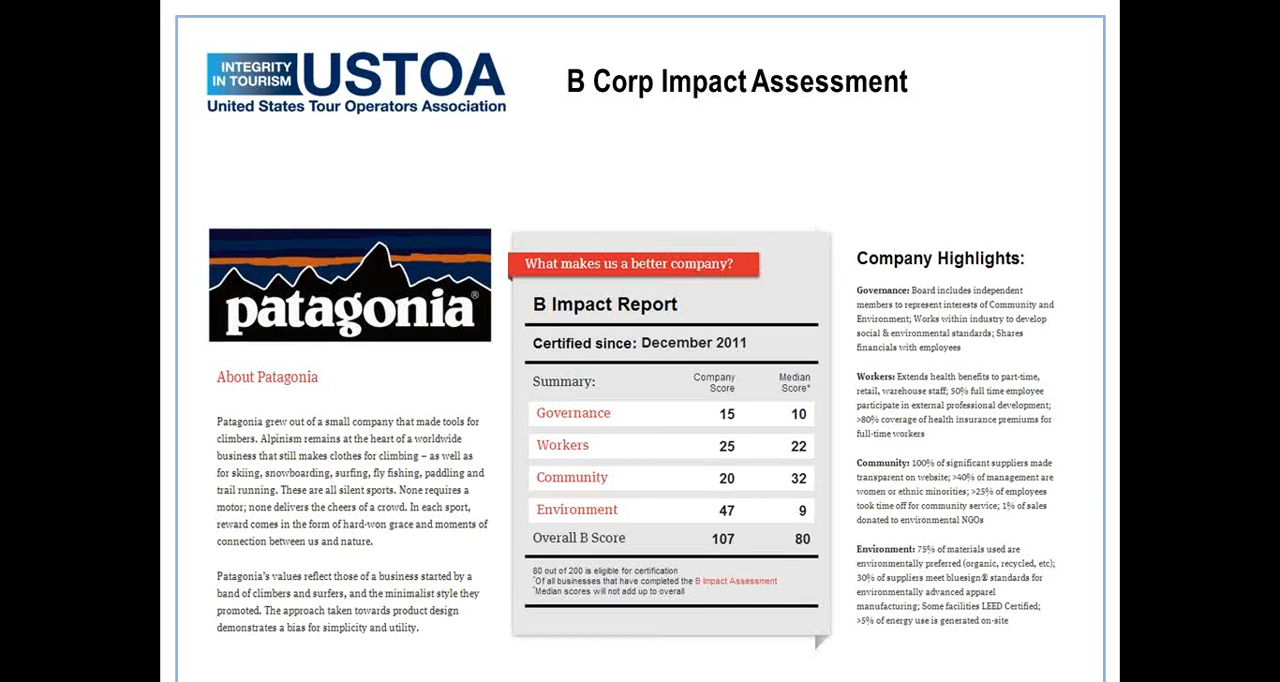 INTEGRITY
IN TOURISM
USTOA
United States Tour Operators Association
B Corp Impact Assessment
patagonia®
About Patagonia
Patagonia grew out of a small company that made tools for
climbers. Alpinism remains at the heart of a worldwide
business that still makes clothes for climbing – as well as
for skiing, snowboarding, surfing, fly fishing, paddling and
trail running. These are all silent sports. None requires a
motor; none delivers the cheers of a crowd. In each sport,
reward comes in the form of hard-won grace and moments of
connection between us and nature.
Patagonia's values reflect those of a business started by a
band of climbers and surfers, and the minimalist style they
promoted. The approach taken towards product design
demonstrates a bias for simplicity and utility.
What makes us a better company?
B Impact Report
Certified since: December 2011
Summary: Company Score Median Score*
Governance 15 10
Workers 25 22
Community 20 32
Environment 47 9
Overall B Score 107 80
80 out of 200 is eligible for certification
*Of all businesses that have completed the B Impact Assessment
*Median scores will not add up to overall
Company Highlights:
Governance: Board includes independent
members to represent interests of Community and
Environment; Works within industry to develop
social & environmental standards; Shares
financials with employees
Workers: Extends health benefits to part-time,
retail, warehouse staff; 50% full time employee
participate in external professional development;
>80% coverage of health insurance premiums for
full-time workers
Community: 100% of significant suppliers made
transparent on website; >40% of management are
women or ethnic minorities; >25% of employees
took time off for community service; 1% of sales
donated to environmental NGOs
Environment: 75% of materials used are
environmentally preferred (organic, recycled, etc);
30% of suppliers meet bluesign® standards for
environmentally advanced apparel
manufacturing; Some facilities LEED Certified;
>5% of energy use is generated on-site